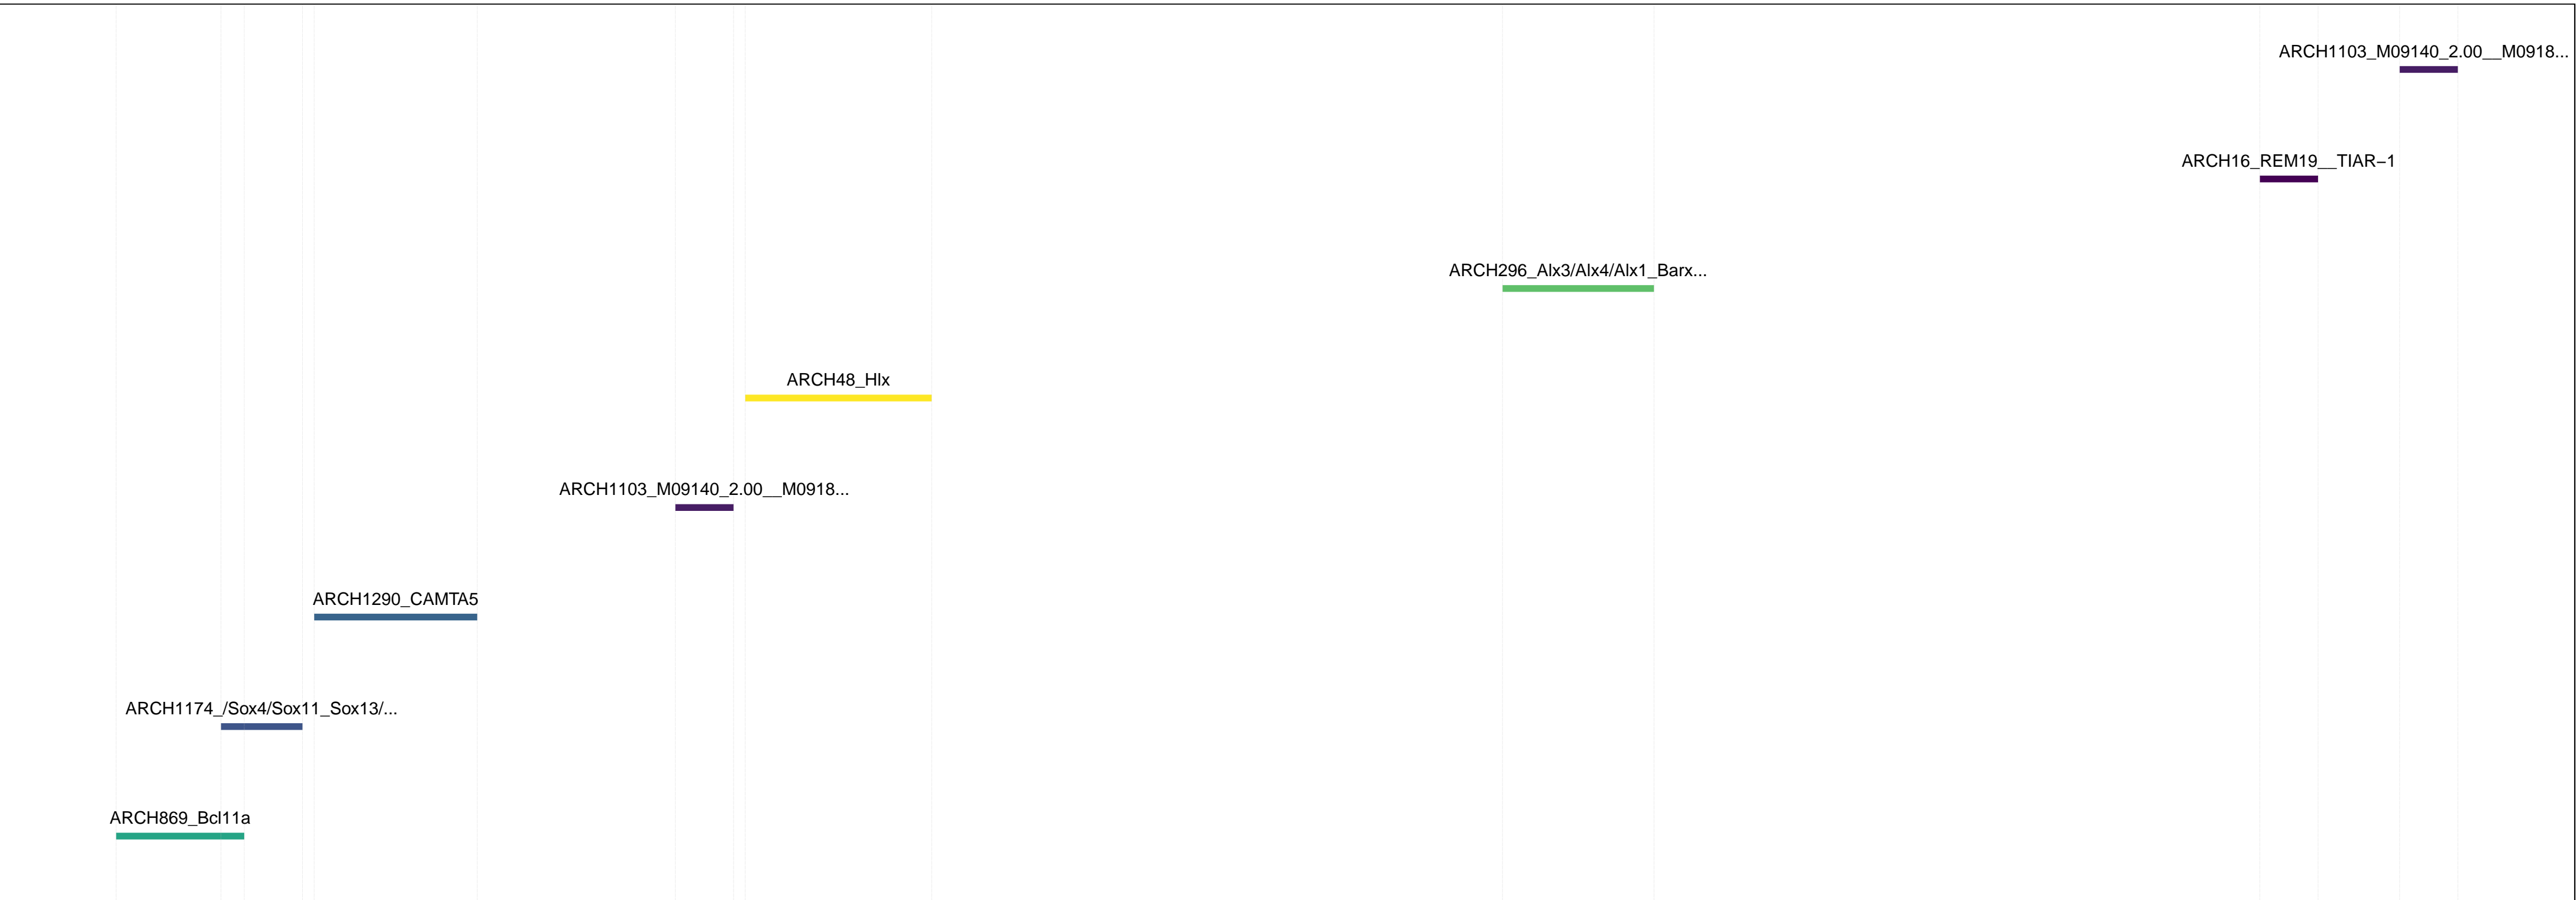 ARCH1103_M09140_2.00__M0918...
ARCH16_REM19__TIAR−1
ARCH296_Alx3/Alx4/Alx1_Barx...
ARCH48_Hlx
ARCH1103_M09140_2.00__M0918...
ARCH1290_CAMTA5
ARCH1174_/Sox4/Sox11_Sox13/...
ARCH869_Bcl11a